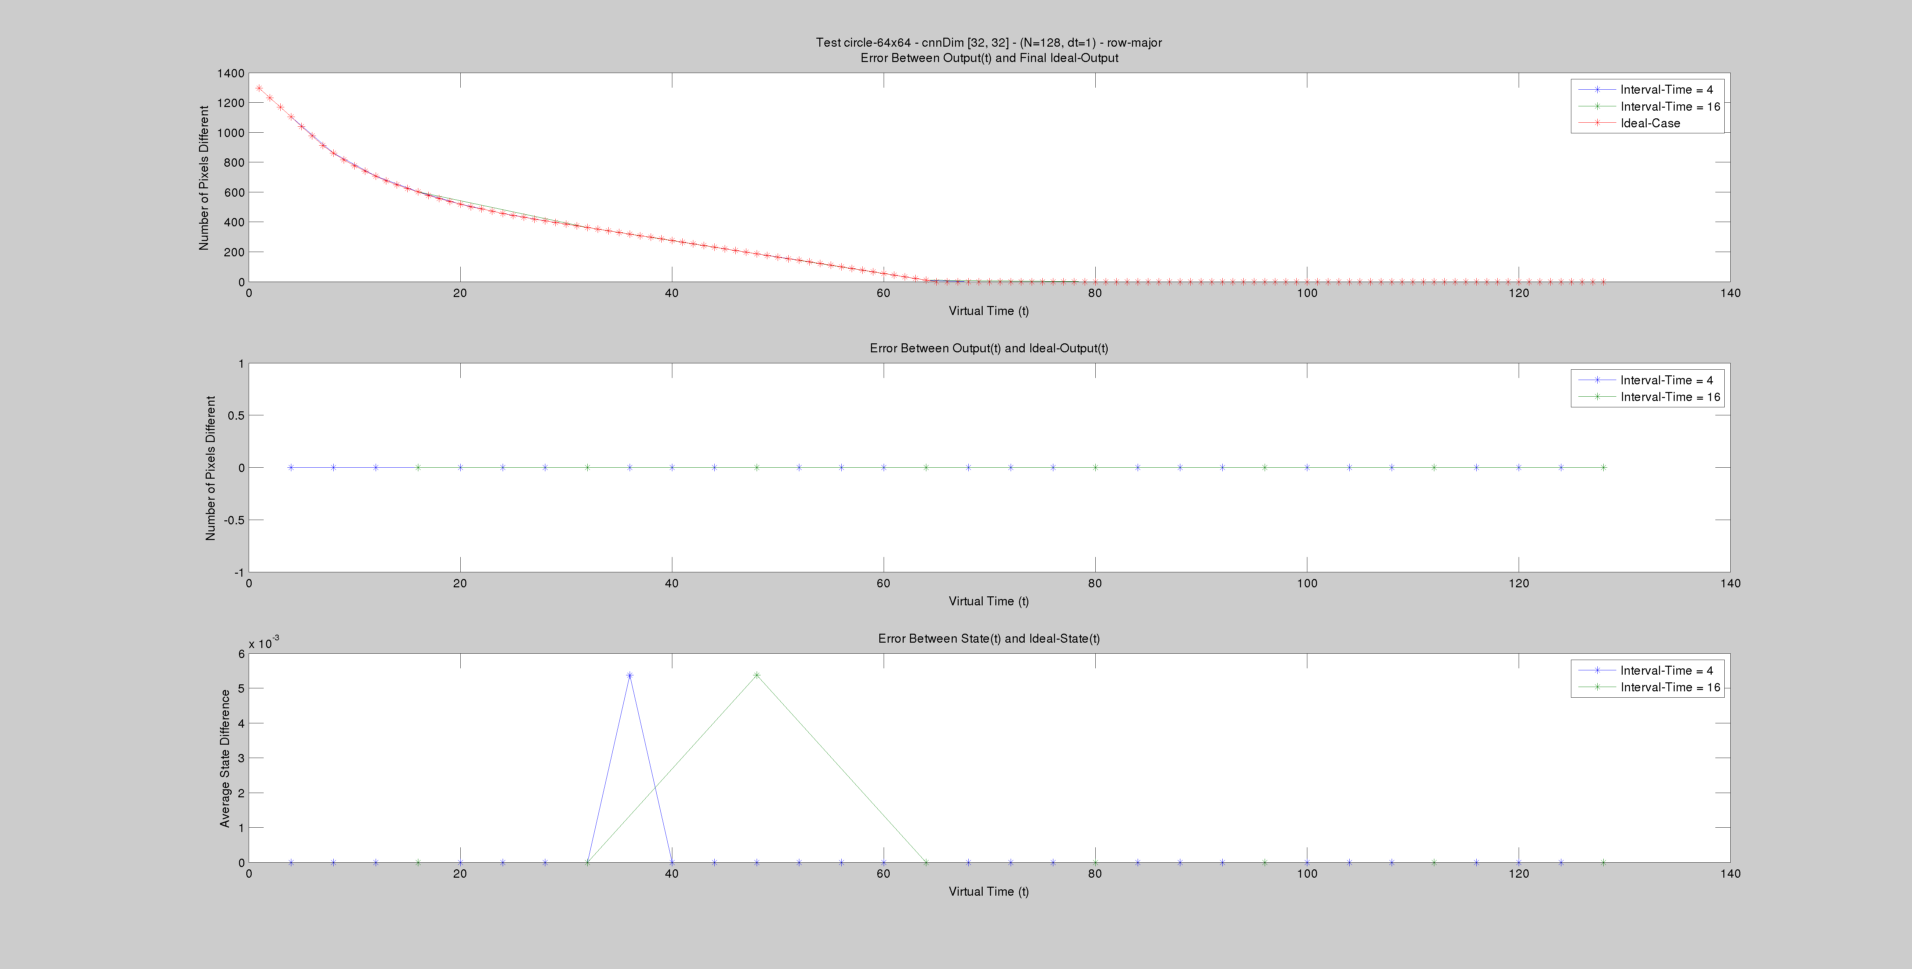 Test circle-64x64 - cnnDim [32, 32] - (N=128, dt=1) - row-major
Error Between Output(t) and Final Ideal-Output
Number of Pixels Different
1400
1200
1000
800
600
400
200
0
0 20 40 60 80 100 120 140
Virtual Time (t)
Interval-Time = 4
Interval-Time = 16
Ideal-Case
Error Between Output(t) and Ideal-Output(t)
Number of Pixels Different
1
0.5
0
-0.5
-1
0 20 40 60 80 100 120 140
Virtual Time (t)
Interval-Time = 4
Interval-Time = 16
Error Between State(t) and Ideal-State(t)
x 10-3
Average State Difference
6
5
4
3
2
1
0
0 20 40 60 80 100 120 140
Virtual Time (t)
Interval-Time = 4
Interval-Time = 16